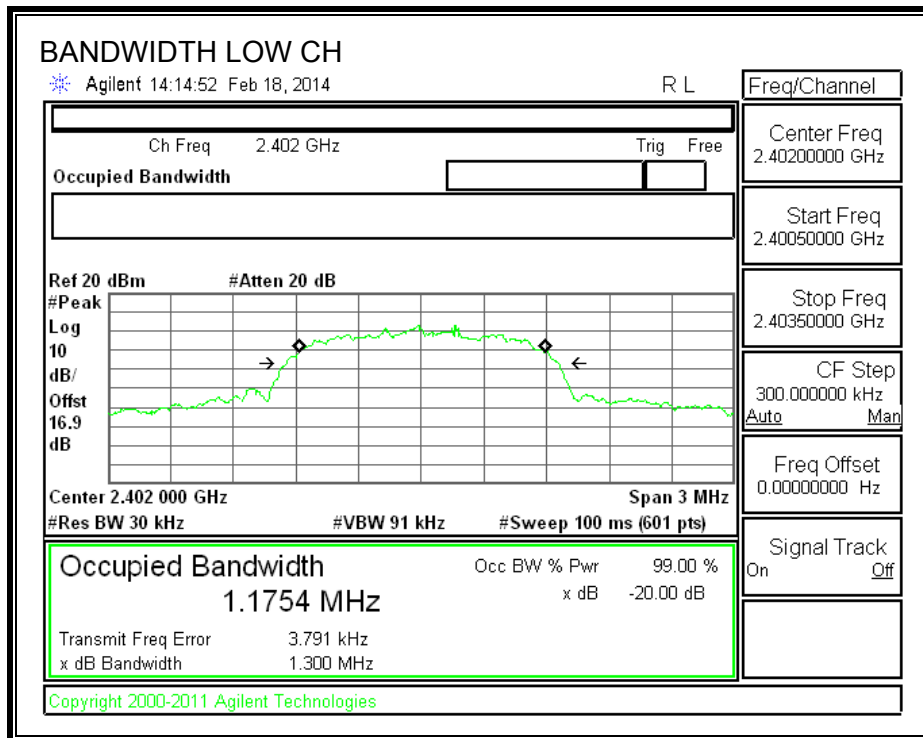 BANDWIDTH LOW CH
Agilent 14:14:52 Feb 18, 2014 R L
Freq/Channel
Ch Freq 2.402 GHz Trig Free
Occupied Bandwidth
Center Freq
2.40200000 GHz
Start Freq
2.40050000 GHz
Stop Freq
2.40350000 GHz
CF Step
300.000000 kHz
Auto Man
Freq Offset
0.00000000 Hz
Signal Track
On Off
Ref 20 dBm #Atten 20 dB
#Peak
Log
10
dB/
Offst
16.9
dB
Center 2.402 000 GHz Span 3 MHz
#Res BW 30 kHz #VBW 91 kHz #Sweep 100 ms (601 pts)
Occupied Bandwidth Occ BW % Pwr 99.00 %
1.1754 MHz x dB -20.00 dB
Transmit Freq Error 3.791 kHz
x dB Bandwidth 1.300 MHz
Copyright 2000-2011 Agilent Technologies